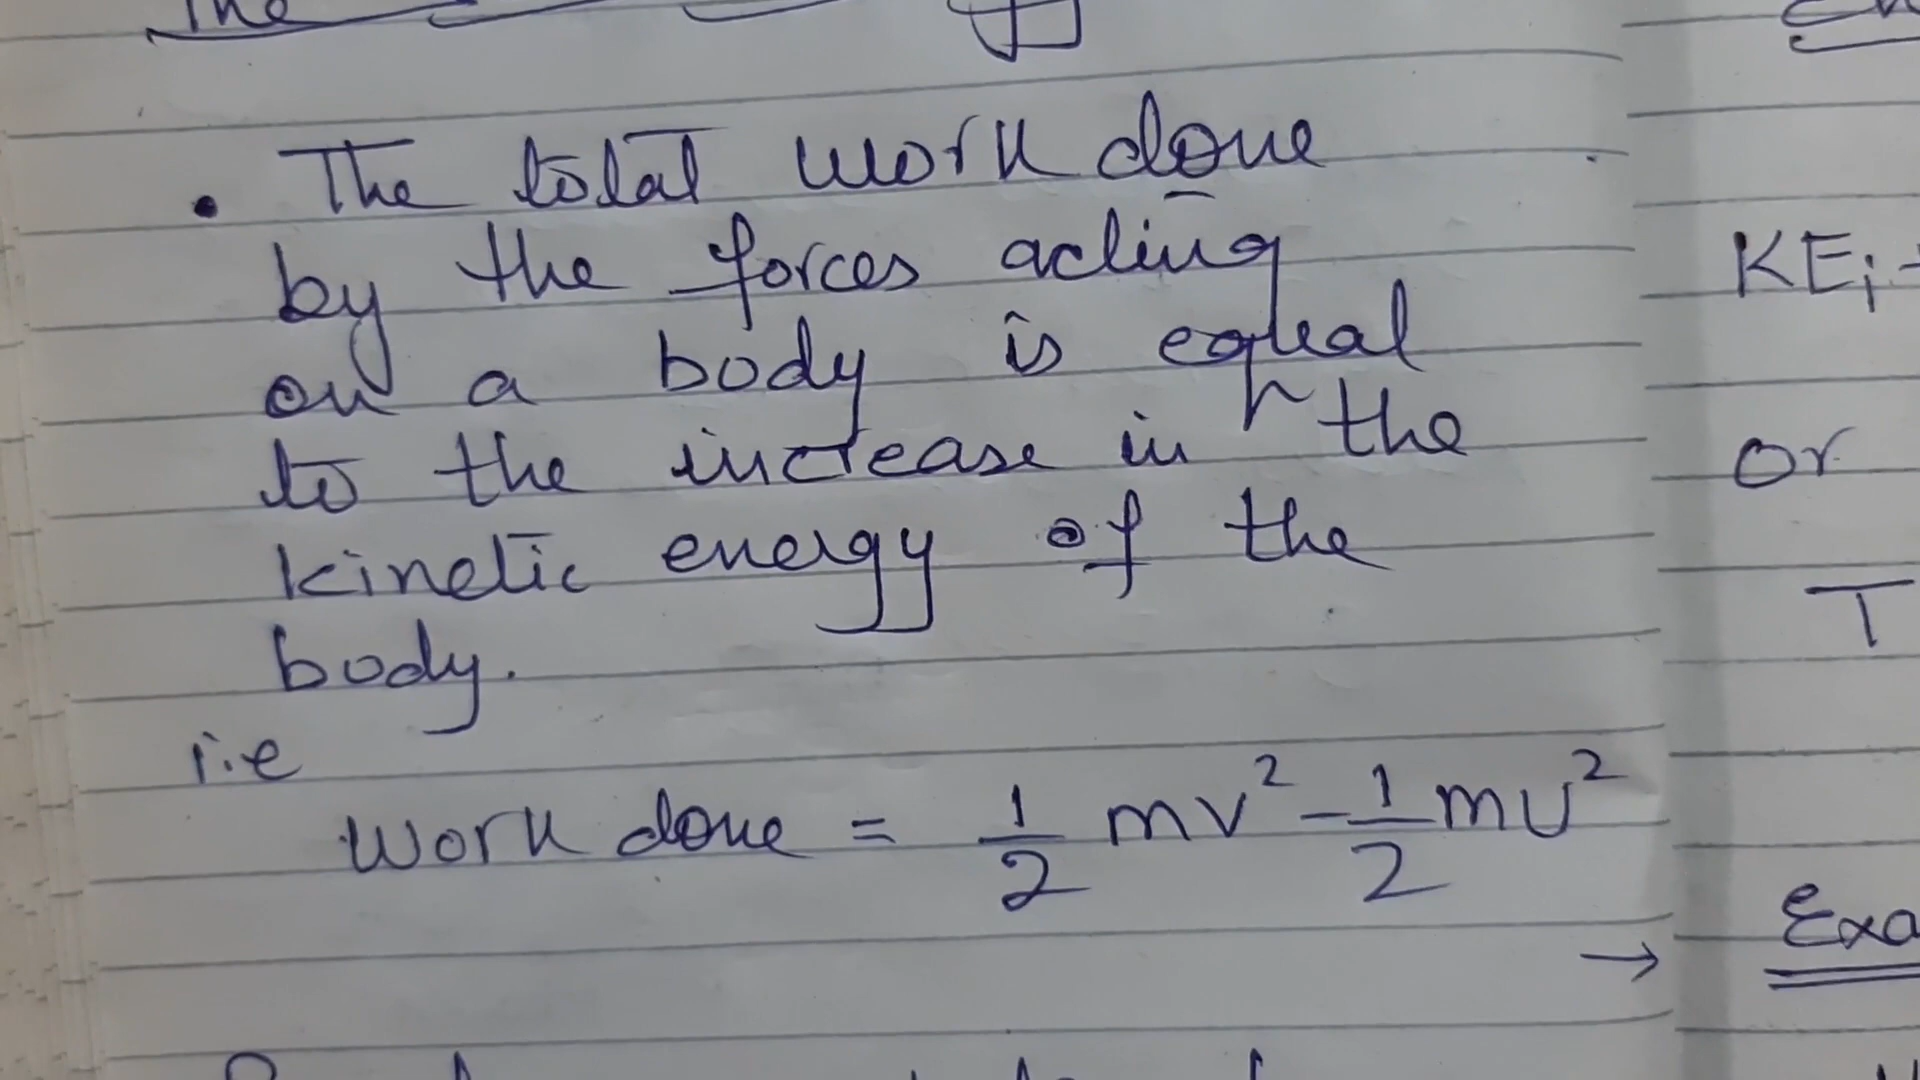 The
• The total work done
by the forces acting
on a body is equal
to the increase in the
kinetic energy of the
body.
i.e
Work done = 1/2 mv² - 1/2 mu²
→
KEi
or
T